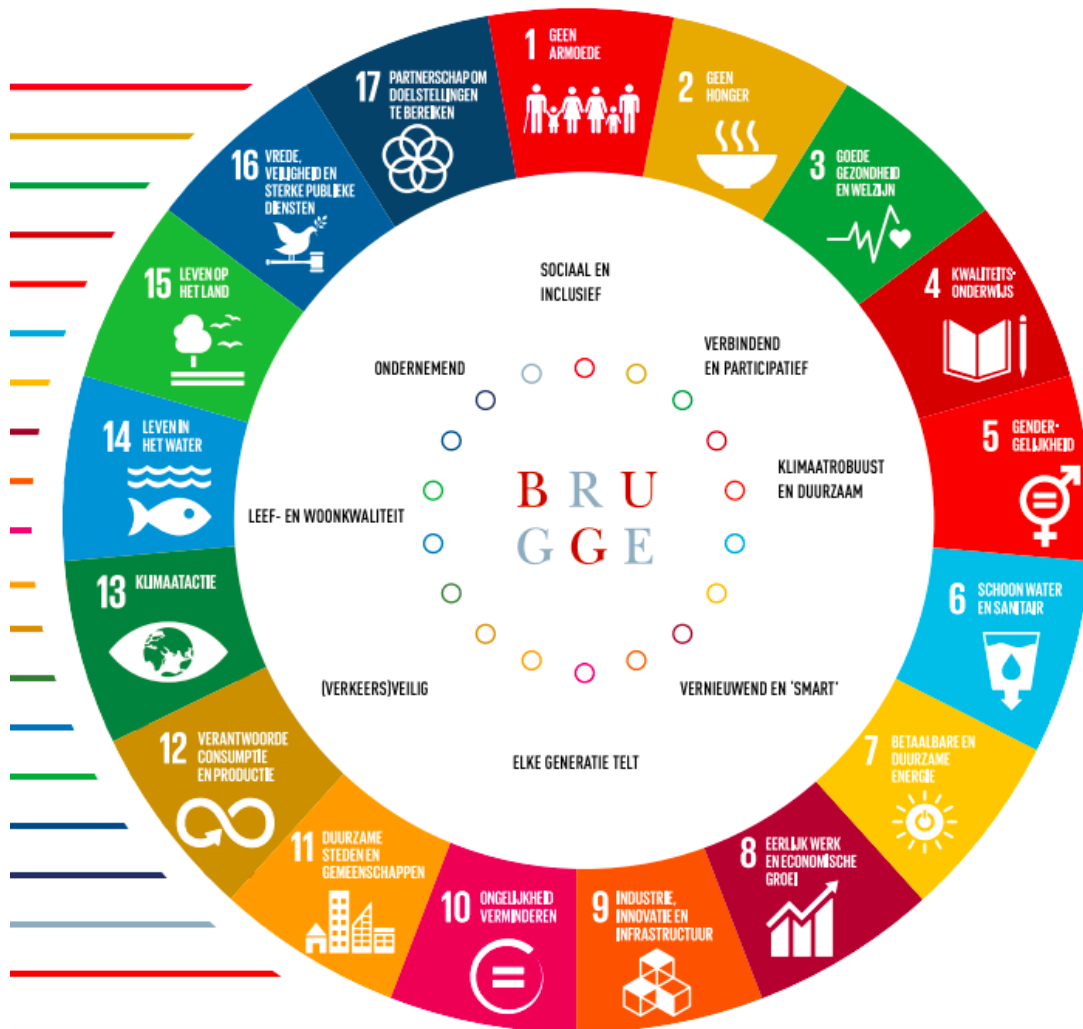 1 GEEN
ARMOEDE
2 GEEN
HONGER
3 GOEDE
GEZONDHEID
EN WELZIJN
4 KWALITEITS-
ONDERWIJS
5 GENDER-
GELIJKHEID
6 SCHOON WATER
EN SANITAIR
7 BETAALBARE EN
DUURZAME
ENERGIE
8 EERLIJK WERK
EN ECONOMISCHE
GROEI
9 INDUSTRIE,
INNOVATIE EN
INFRASTRUCTUUR
10 ONGELIJKHEID
VERMINDEREN
11 DUURZAME
STEDEN EN
GEMEENSCHAPPEN
12 VERANTWOORDE
CONSUMPTIE
EN PRODUCTIE
13 KLIMAATACTIE
14 LEVEN IN
HET WATER
15 LEVEN OP
HET LAND
16 VREDE,
VEILIGHEID EN
STERKE PUBLIEKE
DIENSTEN
17 PARTNERSCHAP OM
DOELSTELLINGEN
TE BEREIKEN
SOCIAAL EN
INCLUSIEF
VERBINDEND
EN PARTICIPATIEF
KLIMAATROBUUST
EN DUURZAAM
VERNIEUWEND EN 'SMART'
ELKE GENERATIE TELT
(VERKEERS)VEILIG
LEEF- EN WOONKWALITEIT
ONDERNEMEND
BRU
GGE